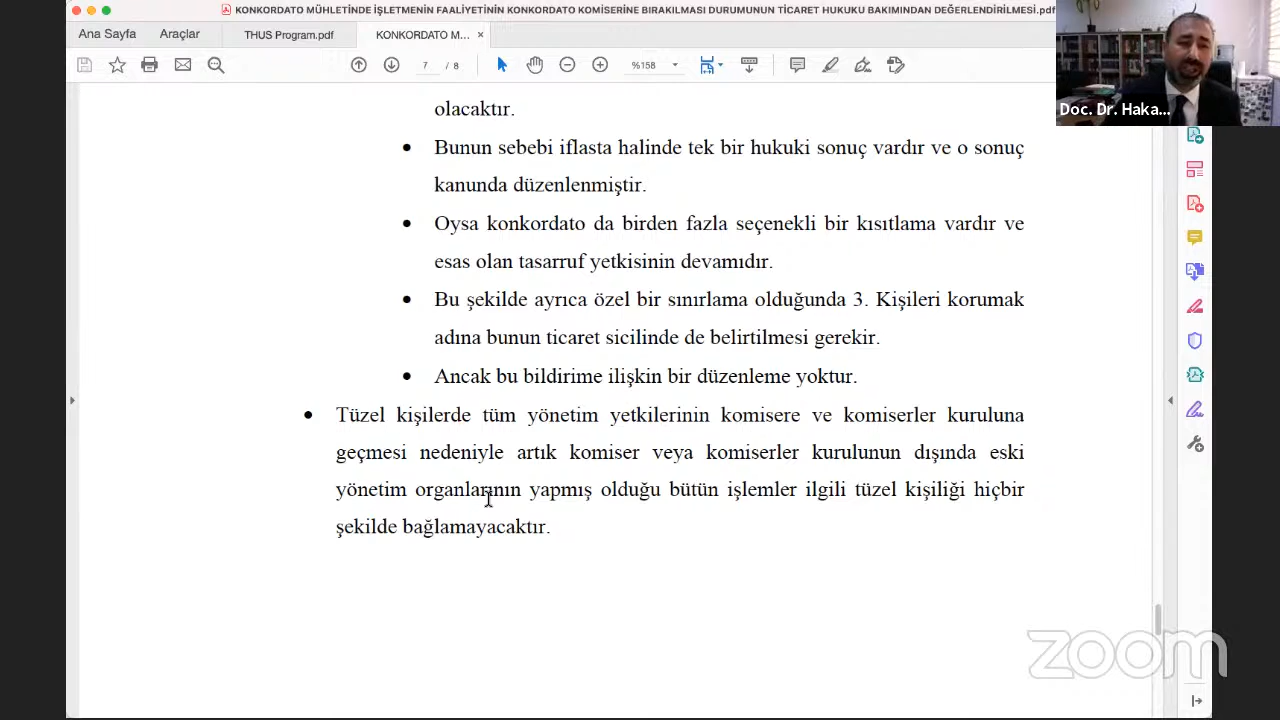 KONKORDATO MÜHLETİNDE İŞLETMENİN FAALİYETİNİN KONKORDATO KOMİSERİNE BIRAKILMASI DURUMUNUN TİCARET HUKUKU BAKIMINDAN DEĞERLENDİRİLMESİ.pdf
Ana Sayfa Araçlar THUS Program.pdf KONKORDATO M... ×
7 / 8 %158
Doc. Dr. Haka...
olacaktır.
• Bunun sebebi iflasta halinde tek bir hukuki sonuç vardır ve o sonuç
kanunda düzenlenmiştir.
• Oysa konkordato da birden fazla seçenekli bir kısıtlama vardır ve
esas olan tasarruf yetkisinin devamıdır.
• Bu şekilde ayrıca özel bir sınırlama olduğunda 3. Kişileri korumak
adına bunun ticaret sicilinde de belirtilmesi gerekir.
• Ancak bu bildirime ilişkin bir düzenleme yoktur.
• Tüzel kişilerde tüm yönetim yetkilerinin komisere ve komiserler kuruluna
geçmesi nedeniyle artık komiser veya komiserler kurulunun dışında eski
yönetim organlarının yapmış olduğu bütün işlemler ilgili tüzel kişiliği hiçbir
şekilde bağlamayacaktır.
zoom